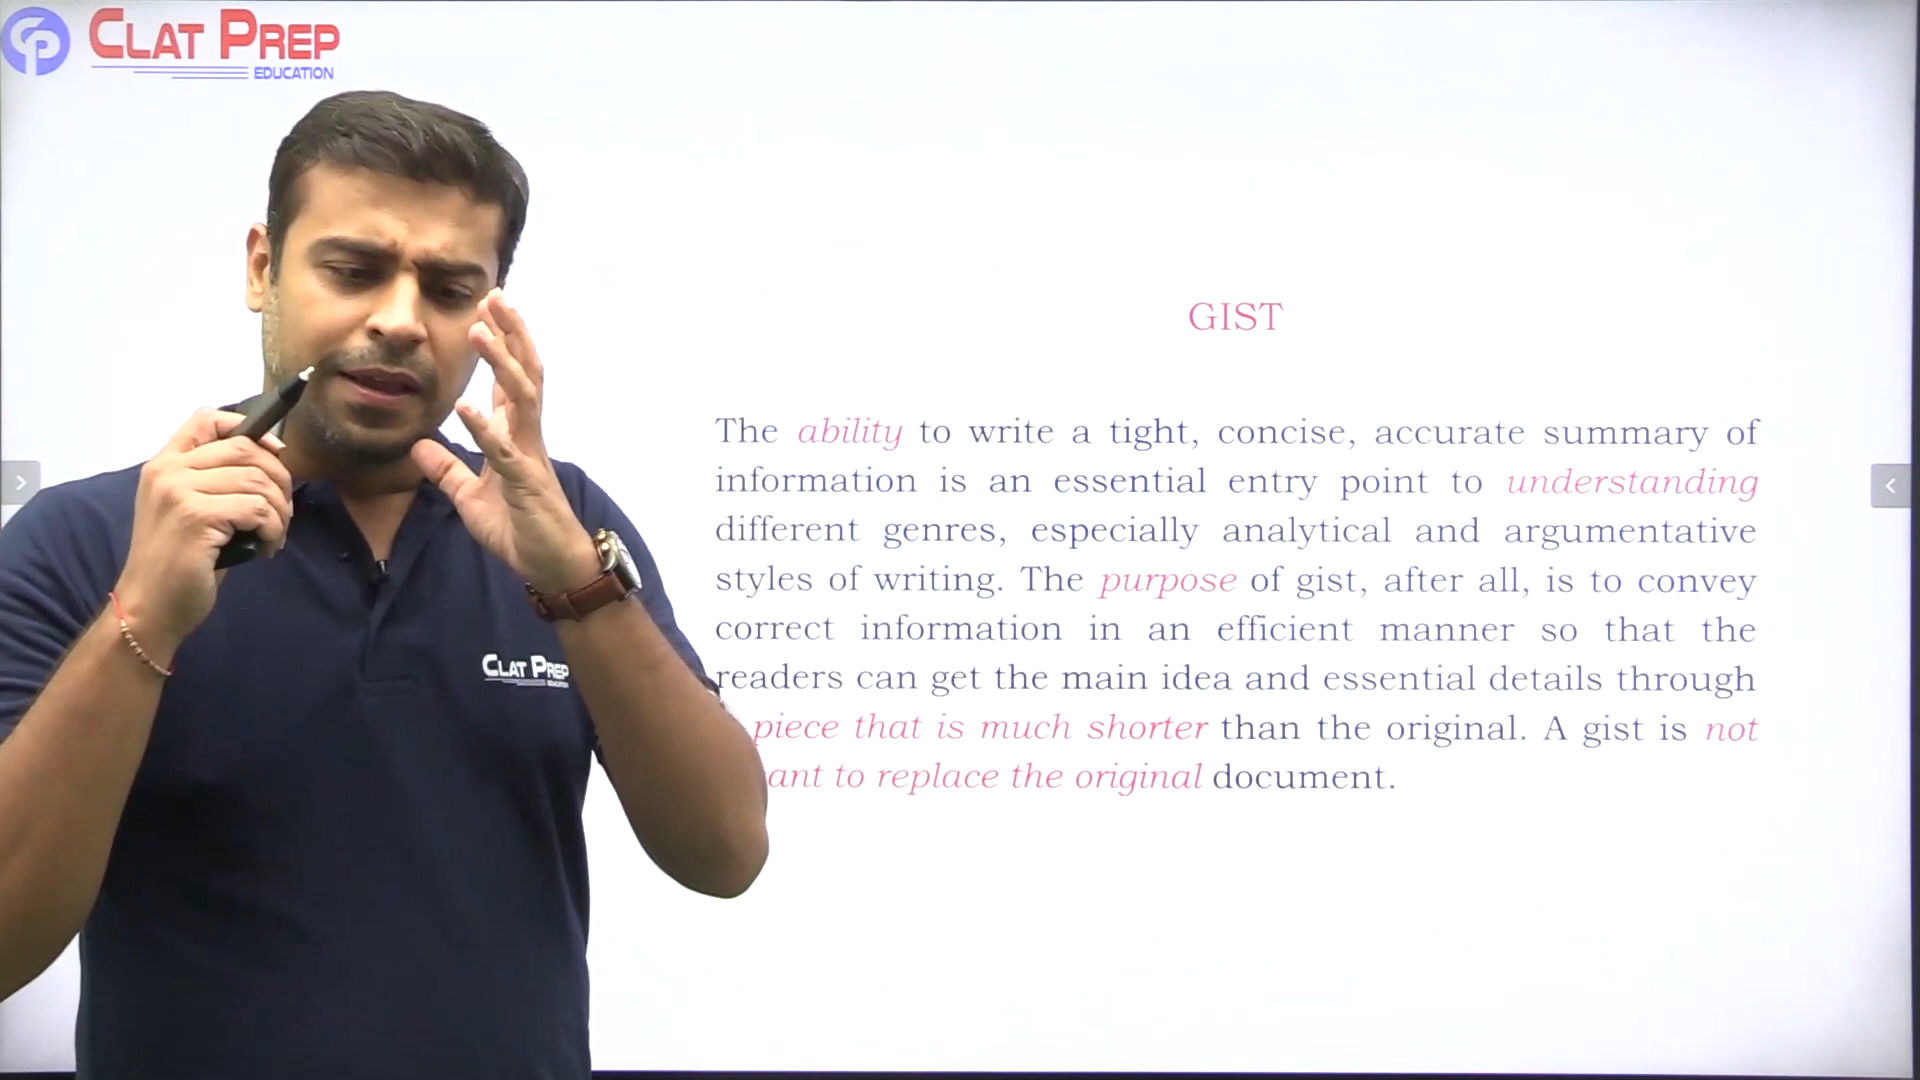 CLAT PREP
EDUCATION
GIST
The ability to write a tight, concise, accurate summary of
information is an essential entry point to understanding
different genres, especially analytical and argumentative
styles of writing. The purpose of gist, after all, is to convey
correct information in an efficient manner so that the
readers can get the main idea and essential details through
piece that is much shorter than the original. A gist is not
to replace the original document.
CLAT PREP
EDUCATION